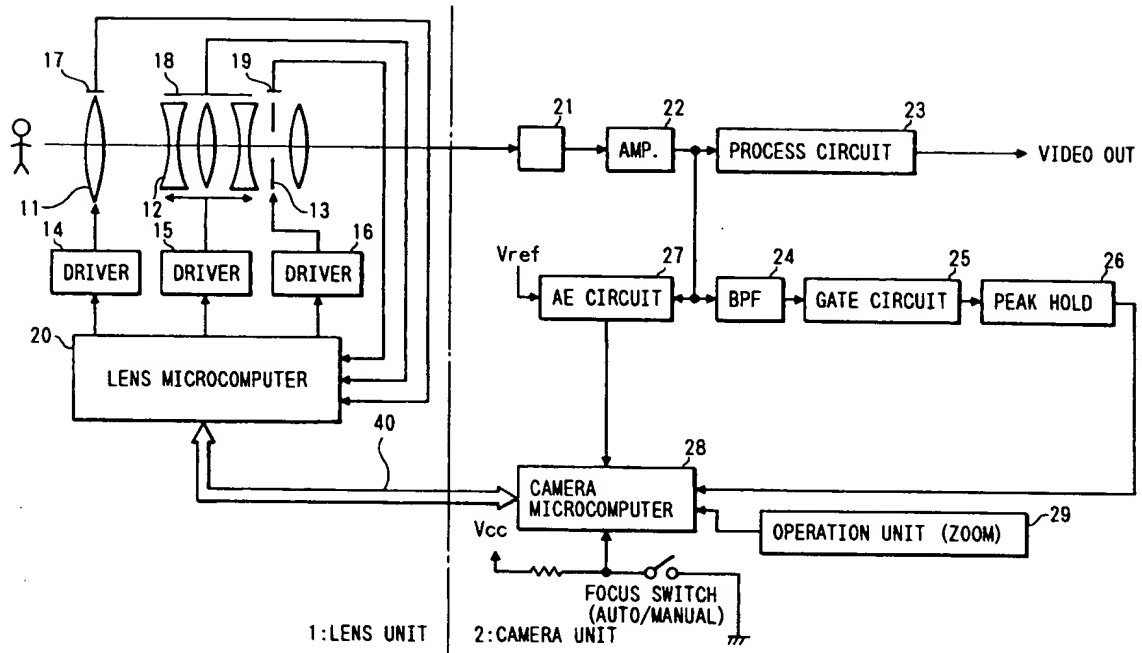 17
18
19
11
12
13
14
15
16
DRIVER
DRIVER
DRIVER
20
LENS MICROCOMPUTER
40
1:LENS UNIT
21
22
AMP.
23
PROCESS CIRCUIT
VIDEO OUT
Vref
27
AE CIRCUIT
24
BPF
25
GATE CIRCUIT
26
PEAK HOLD
28
CAMERA
MICROCOMPUTER
29
OPERATION UNIT (ZOOM)
Vcc
FOCUS SWITCH
(AUTO/MANUAL)
2:CAMERA UNIT